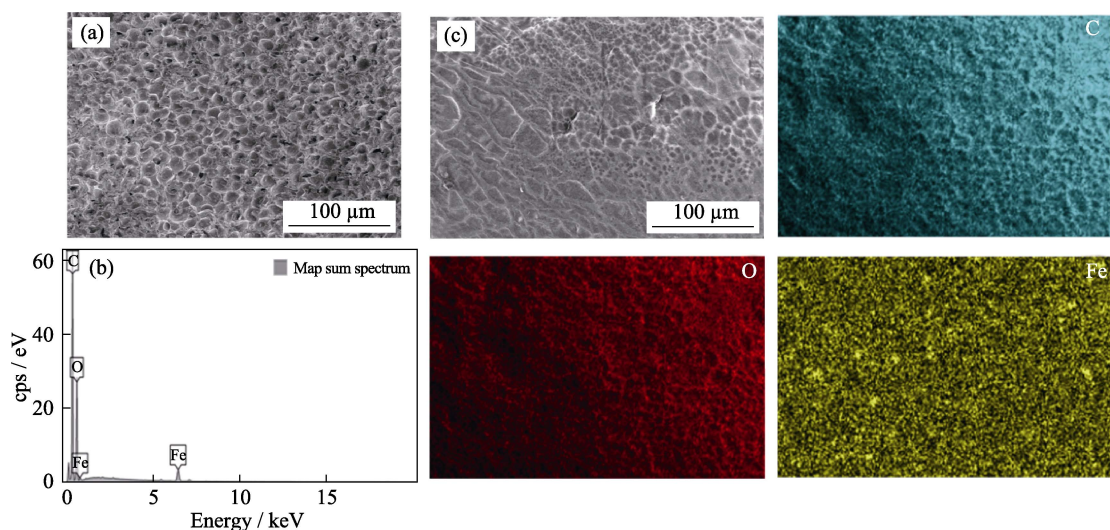 (a)
100 μm
(c)
100 μm
C
(b)
Map sum spectrum
60
40
20
0
cps / eV
C
O
Fe
Fe
0
5
10
15
Energy / keV
O
Fe